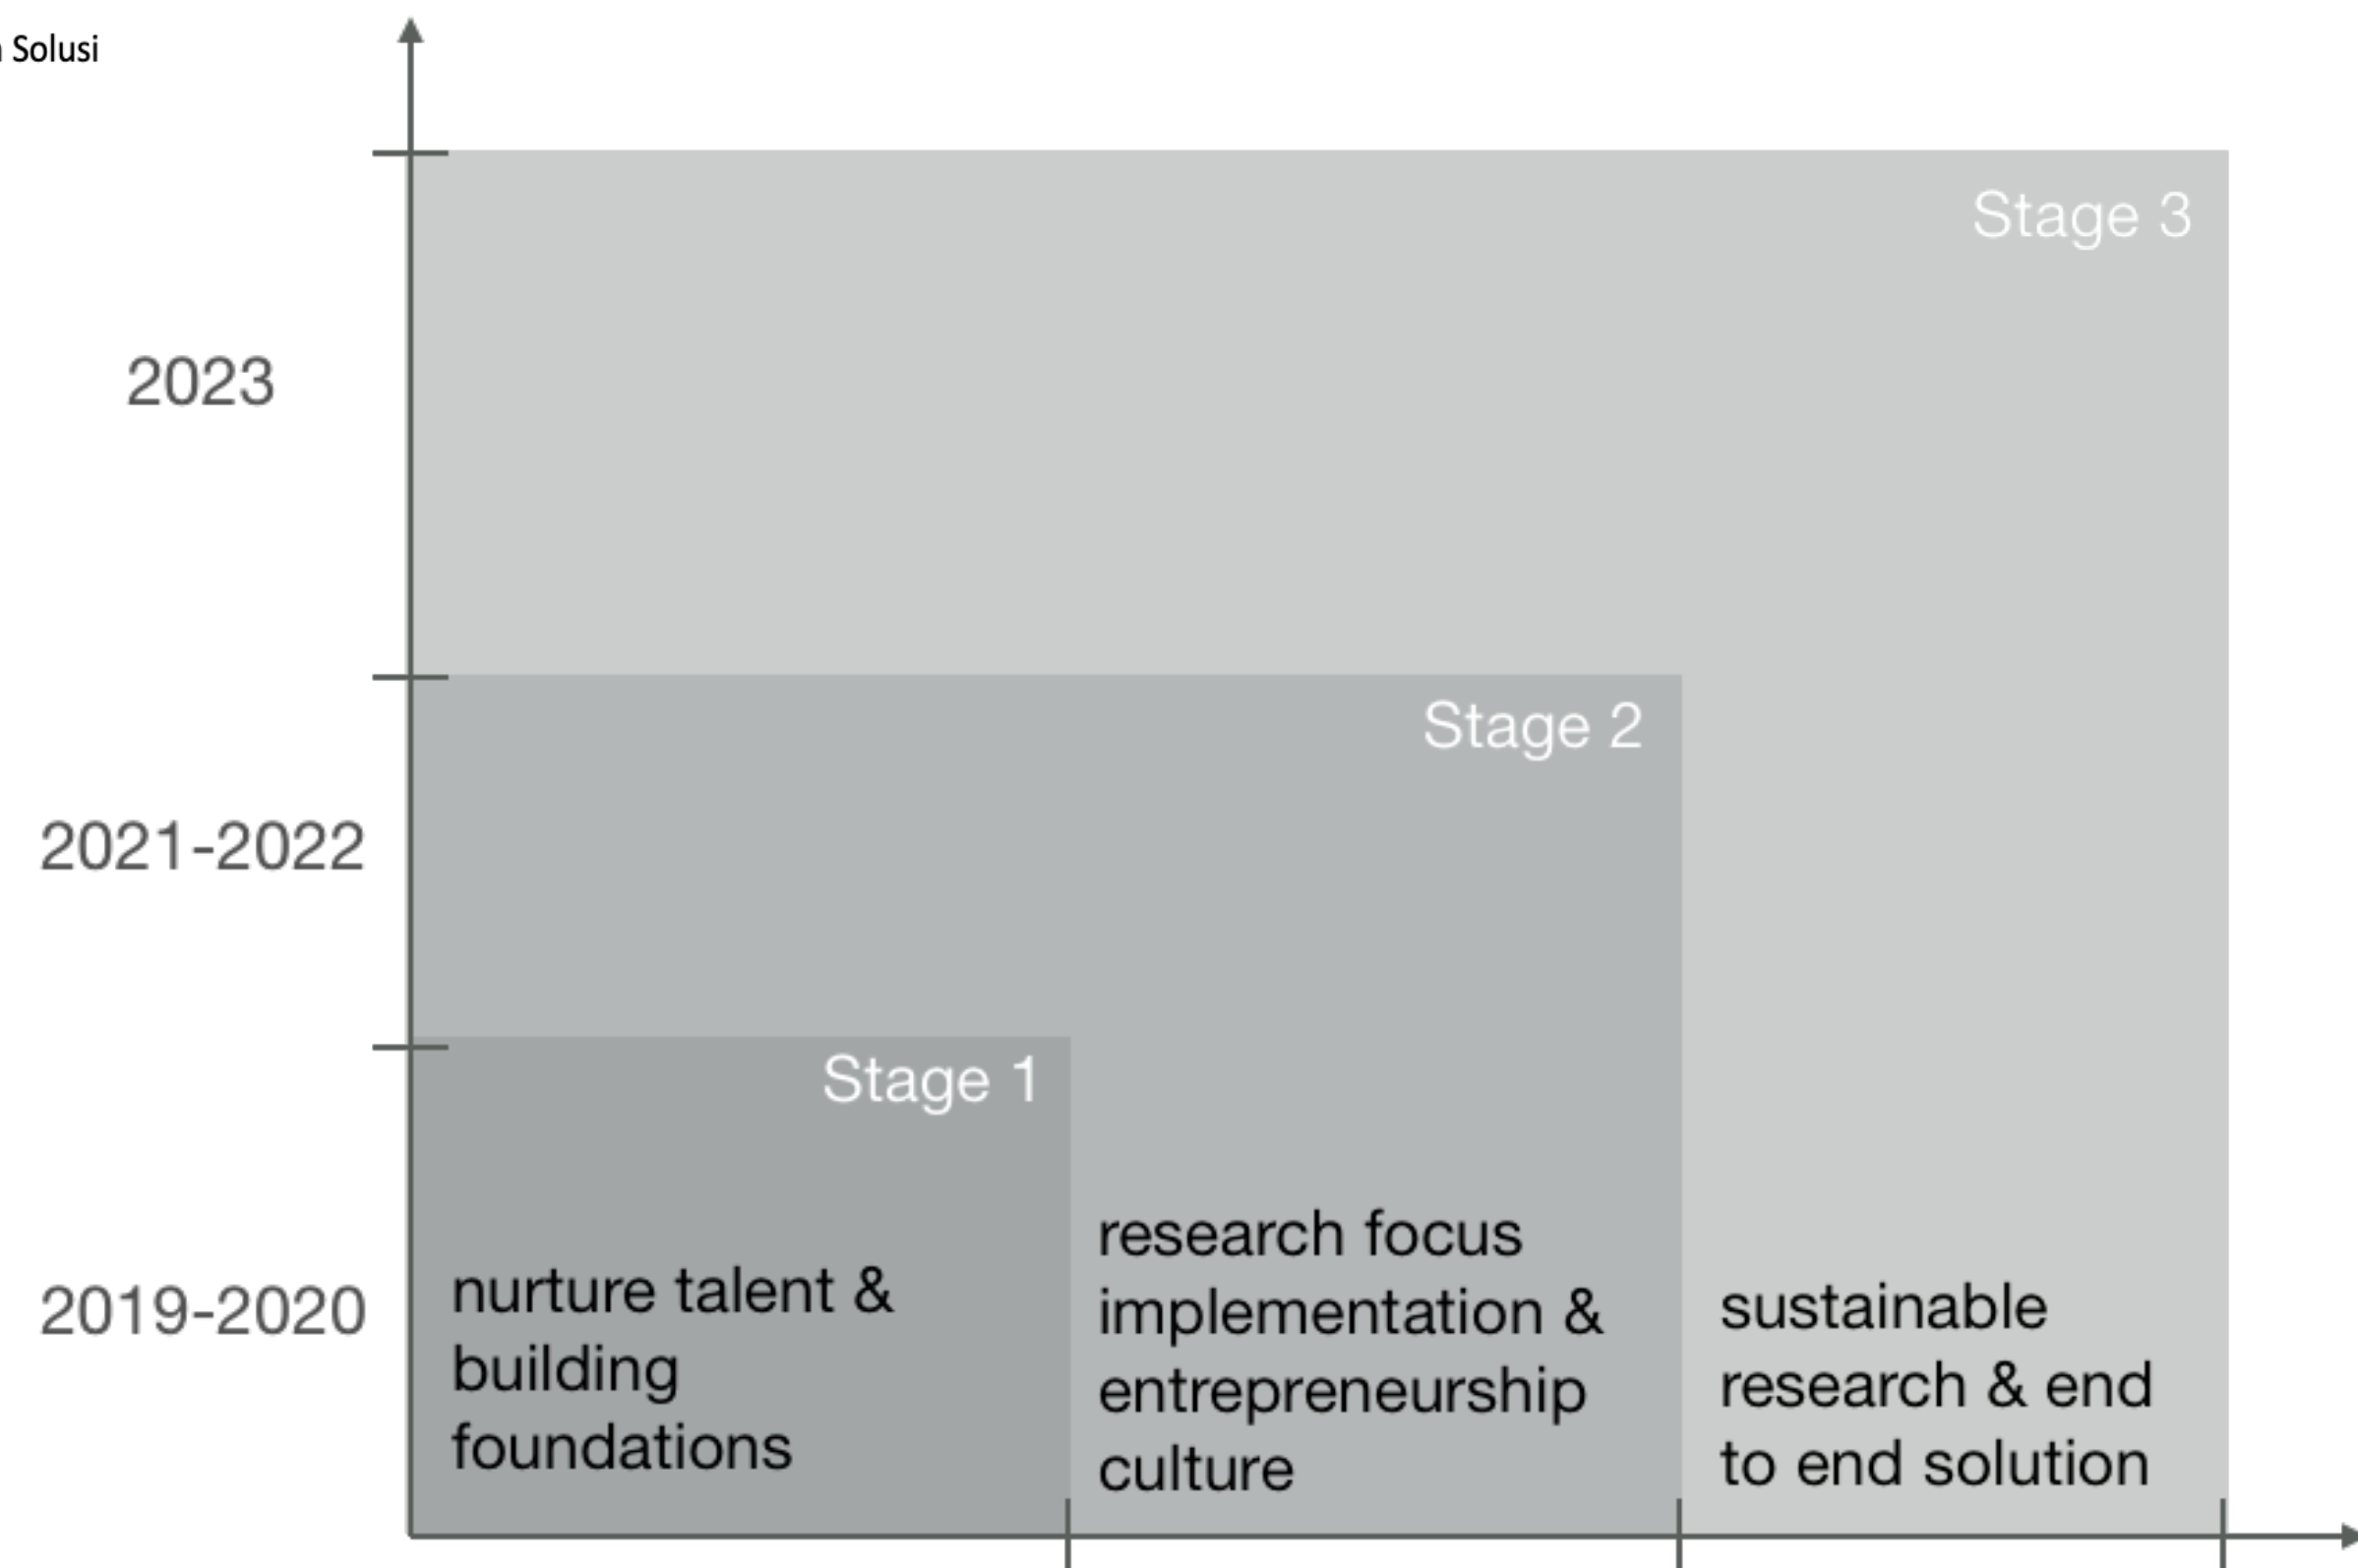 Solusi
Stage 3
2023
Stage 2
2021-2022
Stage 1
2019-2020
nurture talent &
building
foundations
research focus
implementation &
entrepreneurship
culture
sustainable
research & end
to end solution